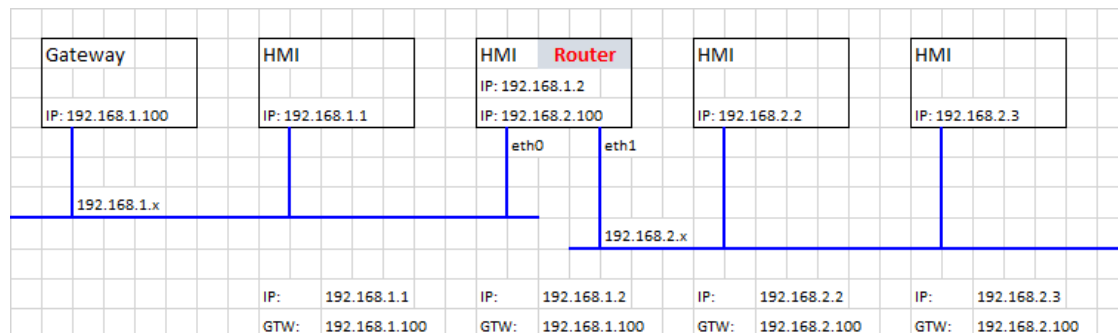 Gateway
IP: 192.168.1.100
HMI
IP: 192.168.1.1
HMI Router
IP: 192.168.1.2
IP: 192.168.2.100
HMI
IP: 192.168.2.2
HMI
IP: 192.168.2.3
eth0
eth1
192.168.1.x
192.168.2.x
IP: 192.168.1.1
GTW: 192.168.1.100
IP: 192.168.1.2
GTW: 192.168.1.100
IP: 192.168.2.2
GTW: 192.168.2.100
IP: 192.168.2.3
GTW: 192.168.2.100